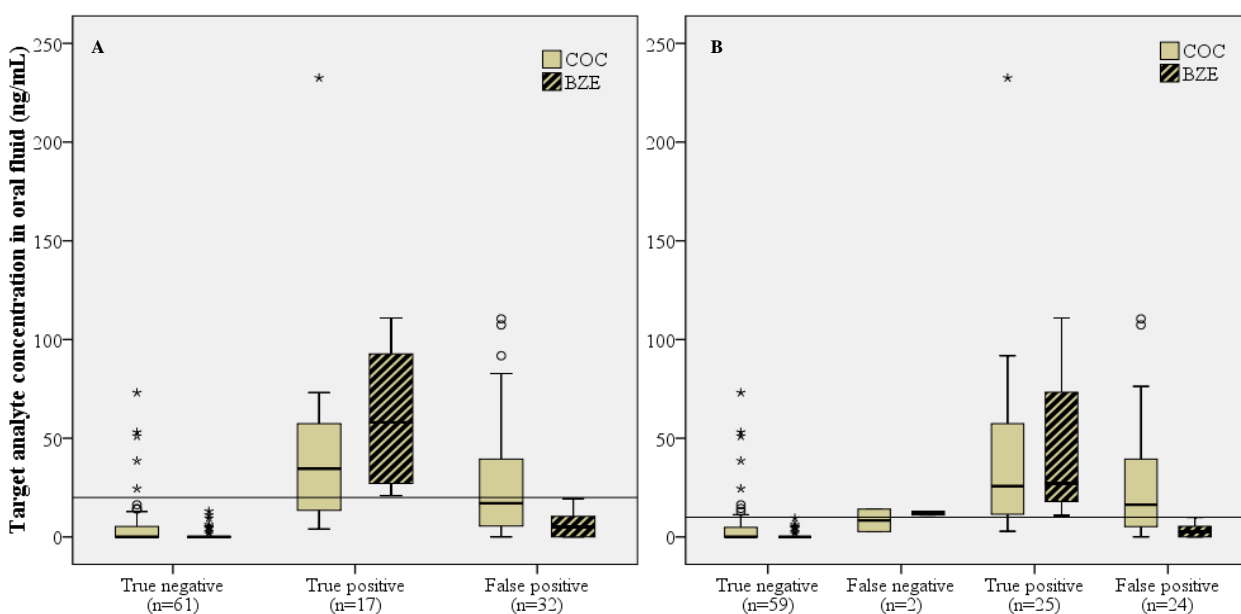 Target analyte concentration in oral fluid (ng/mL)
A
COC
BZE
250
200
150
100
50
0
True negative
(n=61)
True positive
(n=17)
False positive
(n=32)
B
COC
BZE
250
200
150
100
50
0
True negative
(n=59)
False negative
(n=2)
True positive
(n=25)
False positive
(n=24)